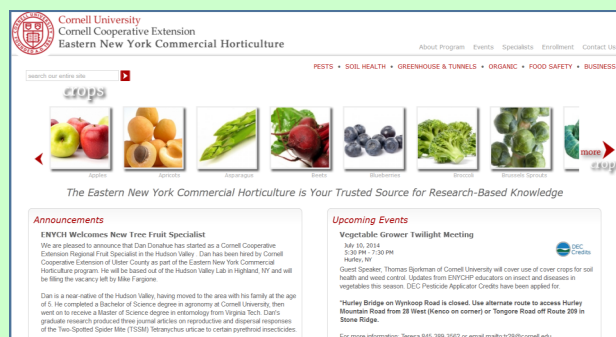 Cornell University
Cornell Cooperative Extension
Eastern New York Commercial Horticulture
About Program Events Specialists Enrollment Contact Us
PESTS • SOIL HEALTH • GREENHOUSE & TUNNELS • ORGANIC • FOOD SAFETY • BUSINESS
search our entire site
crops
more
crops
Apples Apricots Asparagus Beets Blueberries Broccoli Brussels Sprouts
The Eastern New York Commercial Horticulture is Your Trusted Source for Research-Based Knowledge
Announcements
ENYCH Welcomes New Tree Fruit Specialist
We are pleased to announce that Dan Donahue has started as a Cornell Cooperative
Extension Regional Fruit Specialist in the Hudson Valley . Dan has been hired by Cornell
Cooperative Extension of Ulster County as part of the Eastern New York Commercial
Horticulture program. He will be based out of the Hudson Valley Lab in Highland, NY and will
be filling the vacancy left by Mike Fargione.
Dan is a near-native of the Hudson Valley, having moved to the area with his family at the age
of 5. He completed a Bachelor of Science degree in agronomy at Cornell University, then
went on to receive a Master of Science degree in entomology from Virginia Tech. Dan's
graduate research produced three journal articles on reproductive and dispersal responses
of the Two-Spotted Spider Mite (TSSM) Tetranychus urticae to certain pyrethroid insecticides.
Upcoming Events
Vegetable Grower Twilight Meeting
July 10, 2014
5:30 PM - 7:30 PM
Hurley, NY
DEC
Credits
Guest Speaker, Thomas Bjorkman of Cornell University will cover use of cover crops for soil
health and weed control. Updates from ENYCHP educators on insect and diseases in
vegetables this season. DEC Pesticide Applicator Credits have been applied for.
*Hurley Bridge on Wynkoop Road is closed. Use alternate route to access Hurley
Mountain Road from 28 West (Kenco on corner) or Tongore Road off Route 209 in
Stone Ridge.
For more information: Teresa 845-389-3562 or email mailto:tr28@cornell.edu